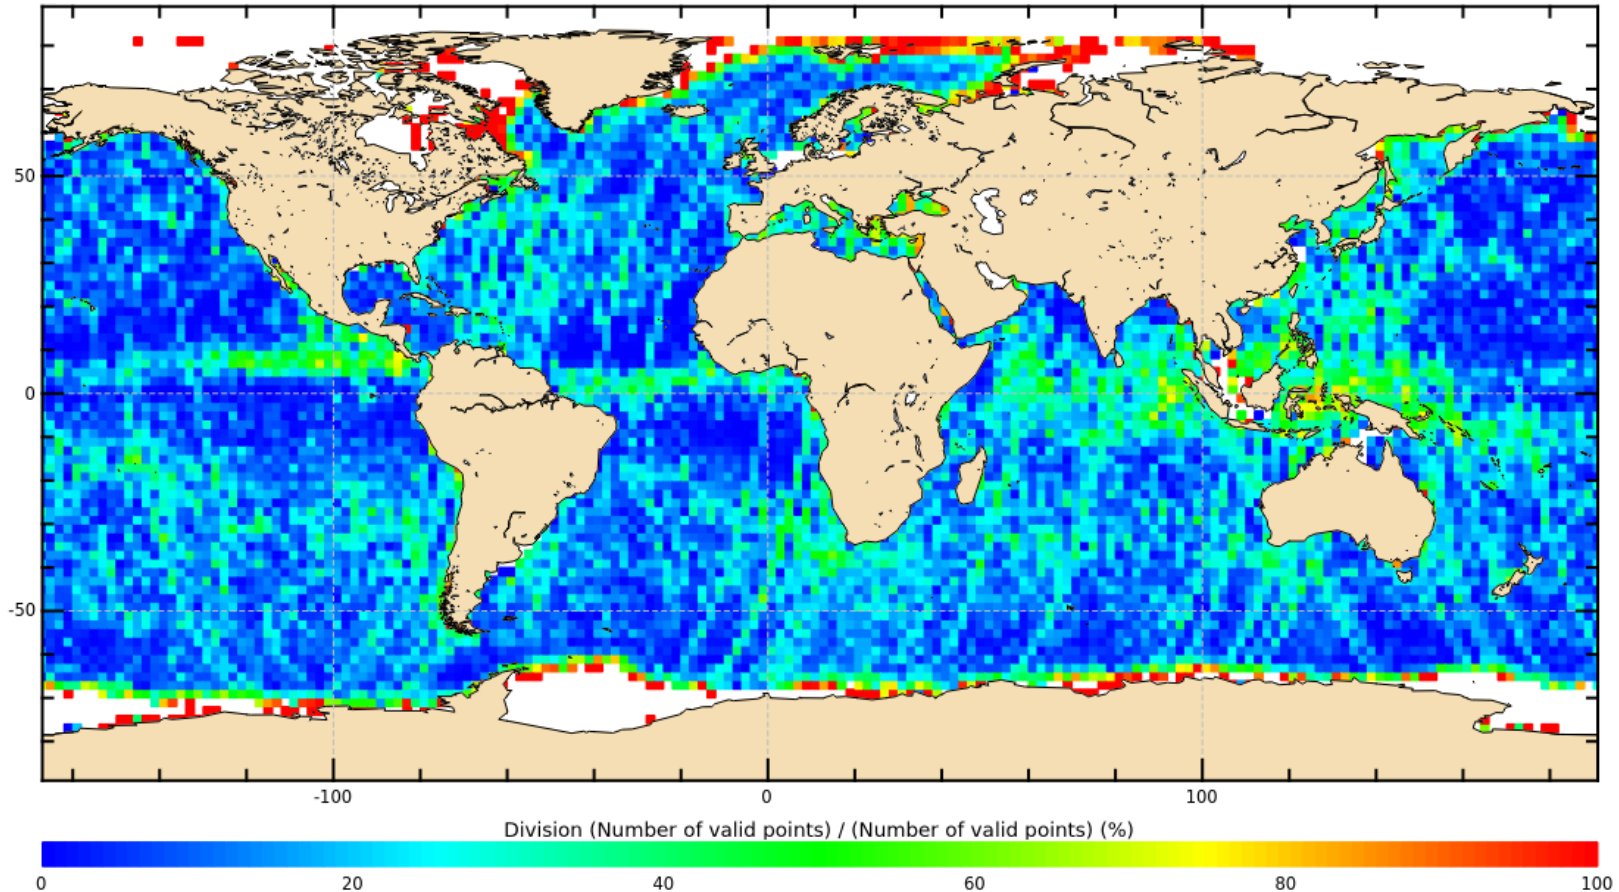 50
0
-50
-100 0 100
Division (Number of valid points) / (Number of valid points) (%)
0 20 40 60 80 100